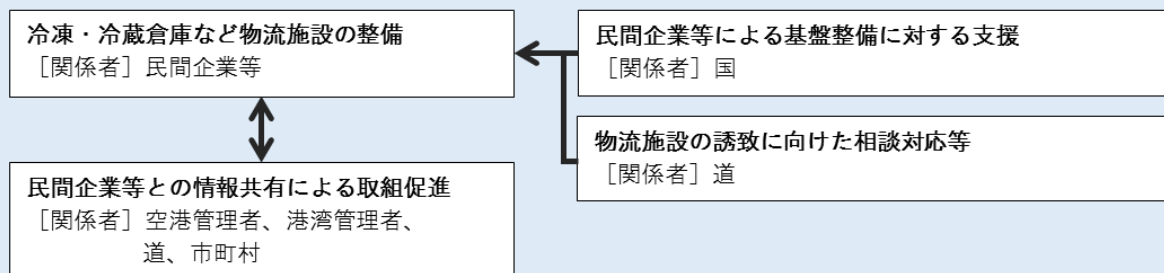 冷凍・冷蔵倉庫など物流施設の整備
［関係者］民間企業等
民間企業等による基盤整備に対する支援
［関係者］国
物流施設の誘致に向けた相談対応等
［関係者］道
民間企業等との情報共有による取組促進
［関係者］空港管理者、港湾管理者、
道、市町村